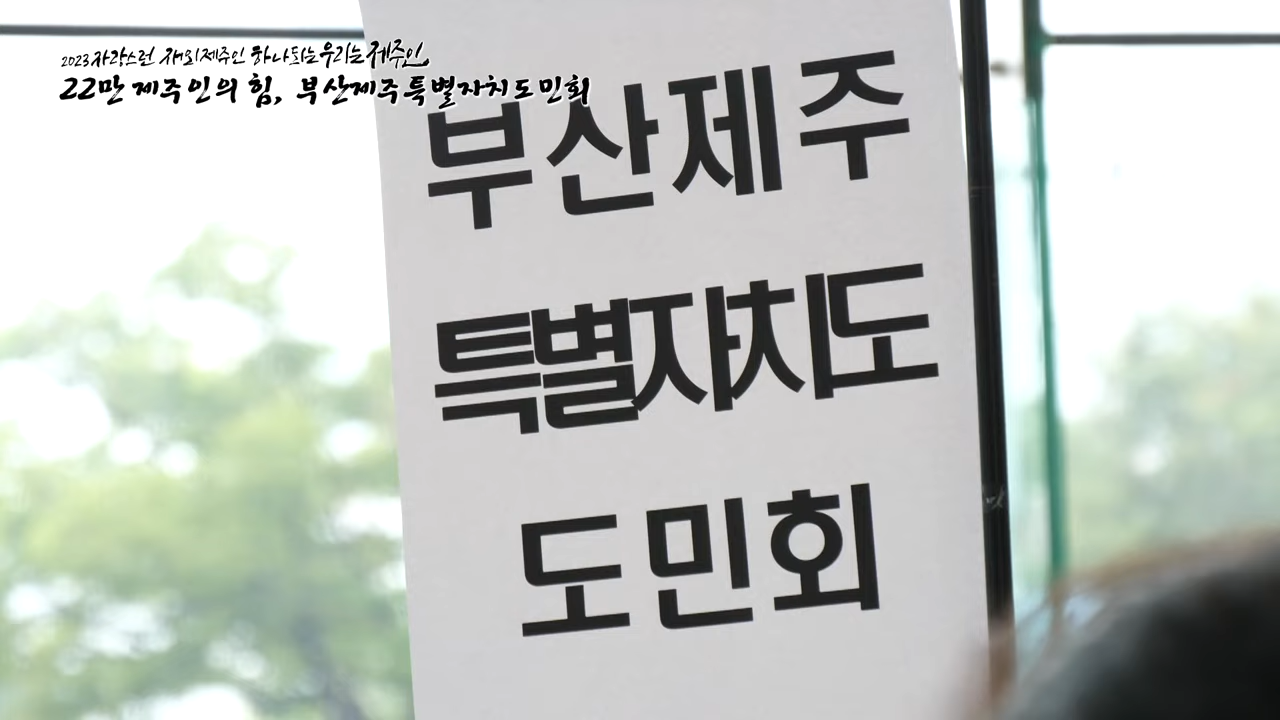 2023 자랑스런 재외제주인 하나되는 우리는 제주인
22만 제주인의 힘, 부산제주특별자치도민회
부산제주
특별자치도
도민회